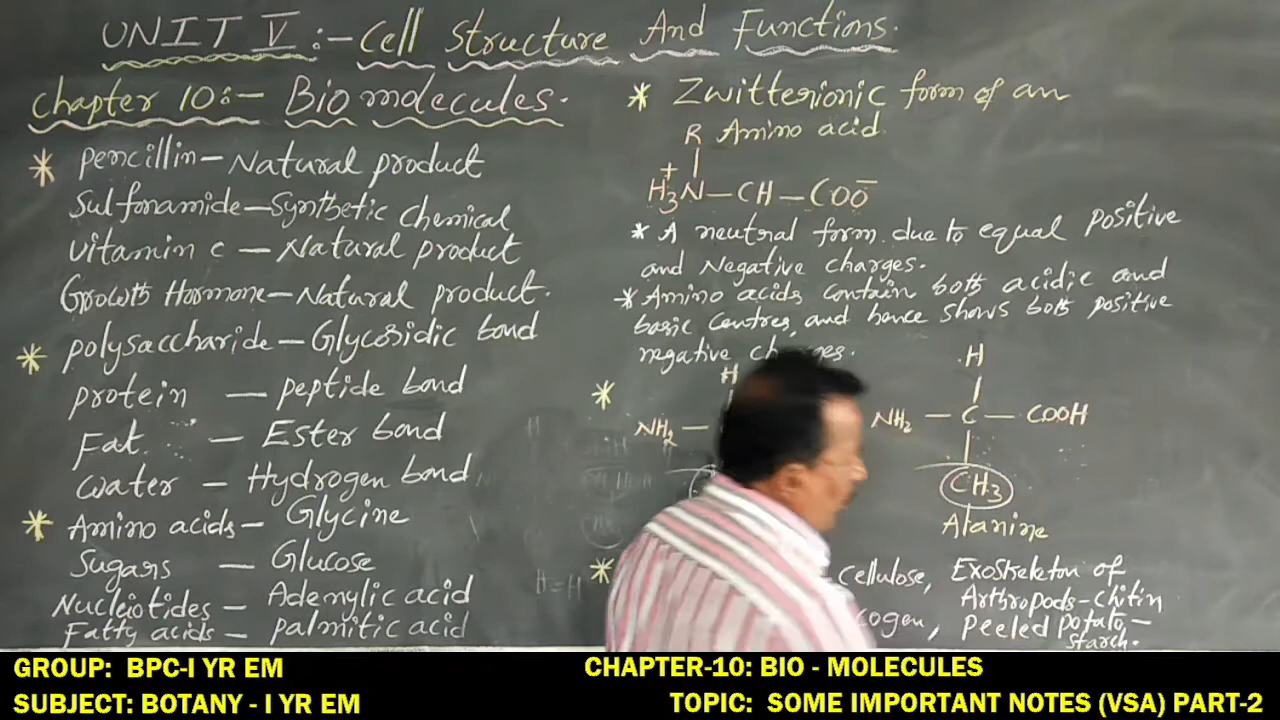 UNIT V :- Cell Structure And Functions.
Chapter 10:- Bio molecules.
* Pencillin - Natural product
Sulfonamide - Synthetic chemical
Vitamin c - Natural product
Growth Hormone - Natural product.
* polysaccharide - Glycosidic bond
protein - peptide bond
Fat. - Ester bond
Water - Hydrogen bond
* Amino acids - Glycine
Sugars - Glucose
Nucleotides - Adenylic acid
Fatty acids - palmitic acid
* Zwitterionic form of an
Amino acid.
R
H₃N⁺ - CH - COO⁻
* A neutral form due to equal positive
and Negative charges.
* Amino acids contain both acidic and
basic centres, and hence shows both positive
negative charges.
*
H
NH₂ -
H
NH₂ - C - COOH
CH₃
Alanine
* Cellulose, Exoskeleton of
Arthropods - chitin
cogen, Peeled potato -
starch.
GROUP: BPC-I YR EM
SUBJECT: BOTANY - I YR EM
CHAPTER-10: BIO - MOLECULES
TOPIC: SOME IMPORTANT NOTES (VSA) PART-2